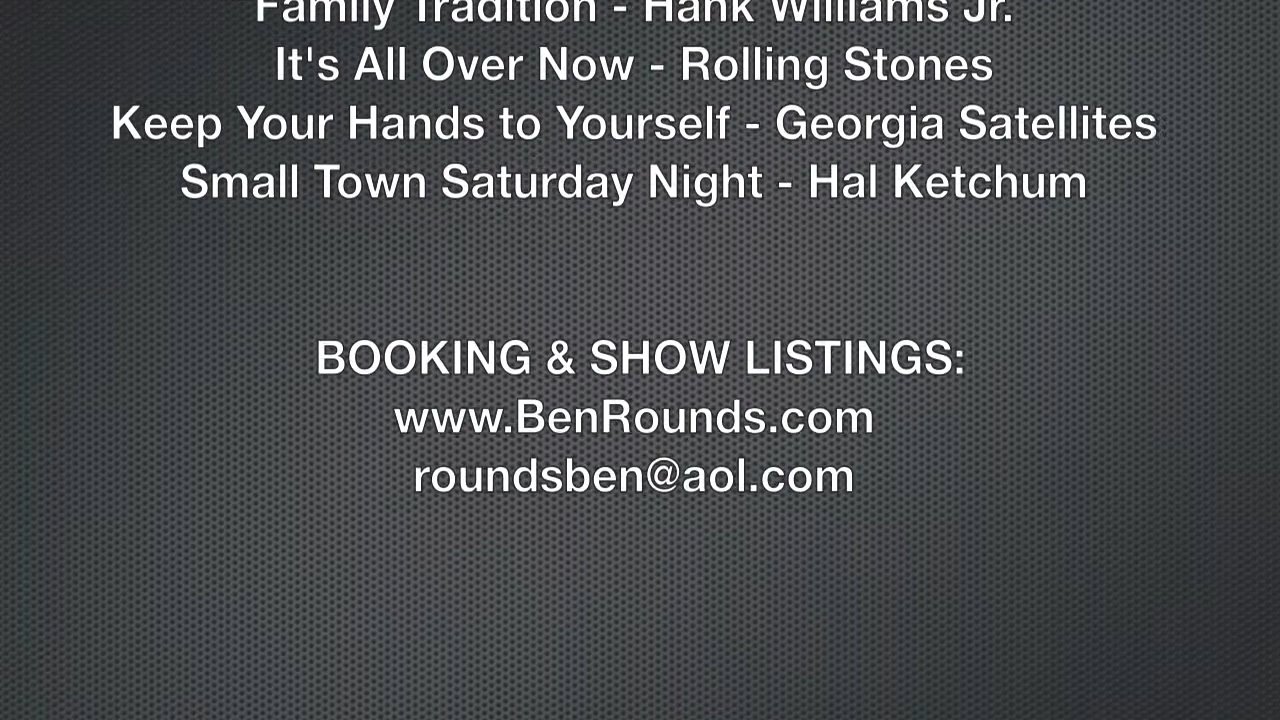 Family Tradition - Hank Williams Jr.
It's All Over Now - Rolling Stones
Keep Your Hands to Yourself - Georgia Satellites
Small Town Saturday Night - Hal Ketchum
BOOKING & SHOW LISTINGS:
www.BenRounds.com
roundsben@aol.com